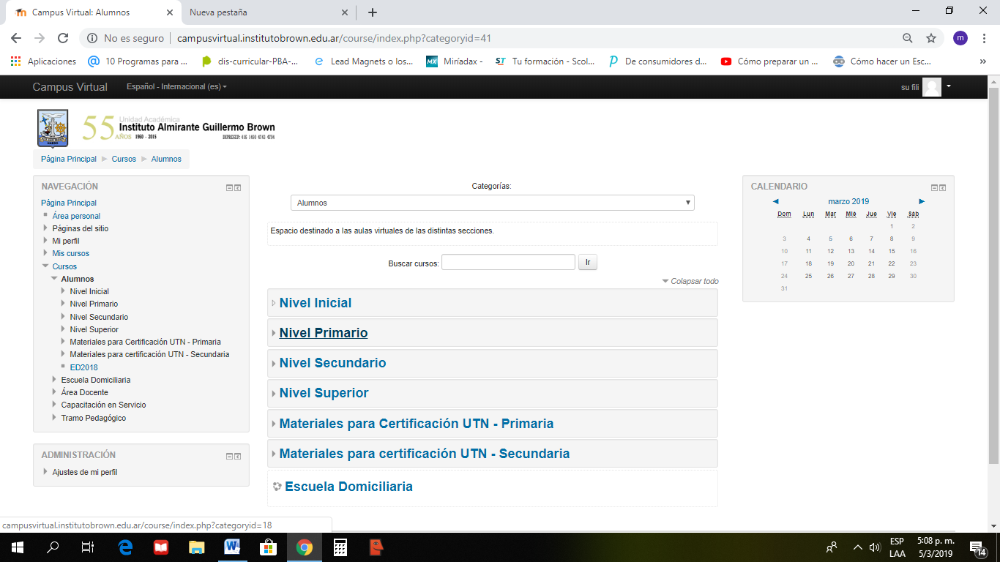 Campus Virtual: Alumnos
Nueva pestaña
No es seguro campusvirtual.institutobrown.edu.ar/course/index.php?categoryid=41
m
Aplicaciones 10 Programas para ... dis-curricular-PBA-... Lead Magnets o los... Miríadax - Tu formación - Scol... De consumidores d... Cómo preparar un ... Cómo hacer un Esc... »
Campus Virtual Español - Internacional (es) su fili
55 AÑOS
Unidad Académica
Instituto Almirante Guillermo Brown
1960 - 2015 DIPREGEP: 416 1490 4743 4794
Página Principal Cursos Alumnos
NAVEGACIÓN
Página Principal
Área personal
Páginas del sitio
Mi perfil
Mis cursos
Cursos
Alumnos
Nivel Inicial
Nivel Primario
Nivel Secundario
Nivel Superior
Materiales para Certificación UTN - Primaria
Materiales para certificación UTN - Secundaria
ED2018
Escuela Domiciliaria
Área Docente
Capacitación en Servicio
Tramo Pedagógico
ADMINISTRACIÓN
Ajustes de mi perfil
Categorías:
Alumnos
Espacio destinado a las aulas virtuales de las distintas secciones.
Buscar cursos: Ir
Colapsar todo
Nivel Inicial
Nivel Primario
Nivel Secundario
Nivel Superior
Materiales para Certificación UTN - Primaria
Materiales para certificación UTN - Secundaria
Escuela Domiciliaria
CALENDARIO
marzo 2019
Dom Lun Mar Mié Jue Vie Sáb
1 2
3 4 5 6 7 8 9
10 11 12 13 14 15 16
17 18 19 20 21 22 23
24 25 26 27 28 29 30
31
campusvirtual.institutobrown.edu.ar/course/index.php?categoryid=18
ESP 5:08 p. m.
LAA 5/3/2019
14